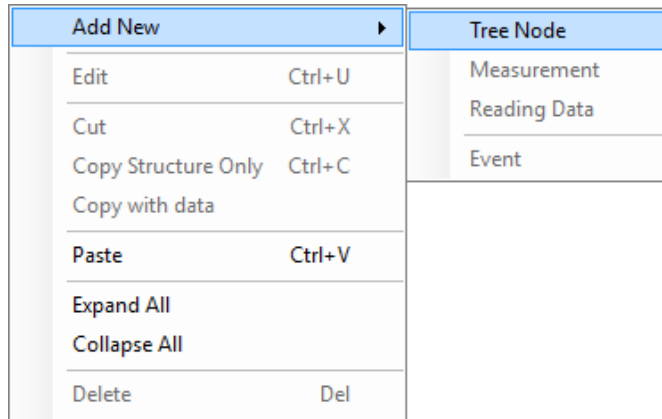 Add New
Edit Ctrl+U
Cut Ctrl+X
Copy Structure Only Ctrl+C
Copy with data
Paste Ctrl+V
Expand All
Collapse All
Delete Del
Tree Node
Measurement
Reading Data
Event